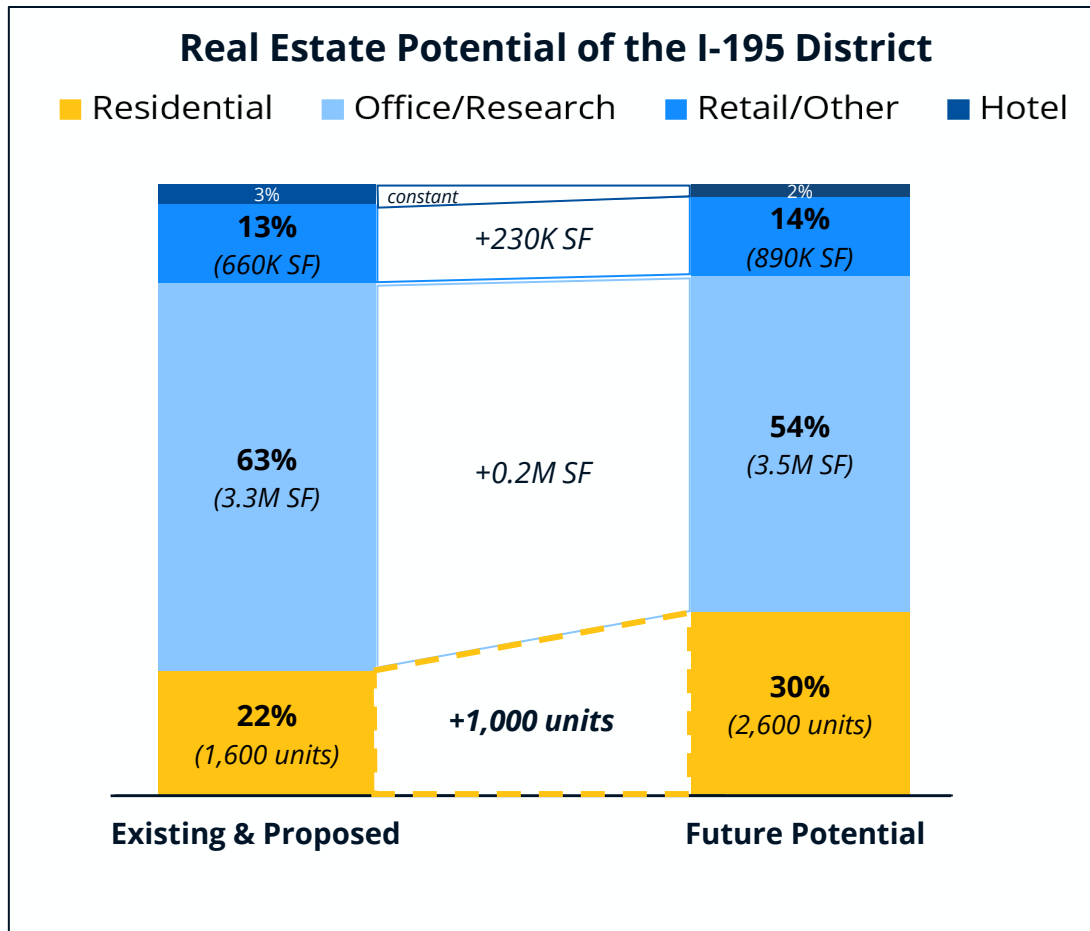 Real Estate Potential of the I-195 District
Residential Office/Research Retail/Other Hotel
3%
constant
2%
13%
(660K SF)
+230K SF
14%
(890K SF)
63%
(3.3M SF)
+0.2M SF
54%
(3.5M SF)
22%
(1,600 units)
+1,000 units
30%
(2,600 units)
Existing & Proposed
Future Potential